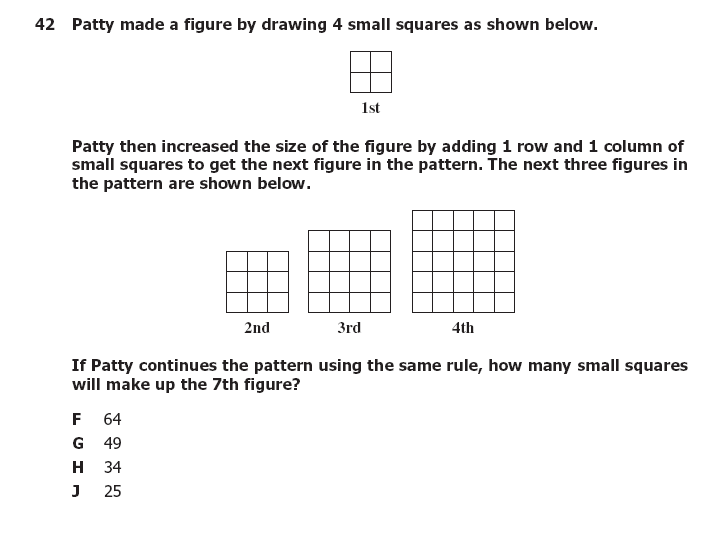 42 Patty made a figure by drawing 4 small squares as shown below.
1st
Patty then increased the size of the figure by adding 1 row and 1 column of
small squares to get the next figure in the pattern. The next three figures in
the pattern are shown below.
2nd 3rd 4th
If Patty continues the pattern using the same rule, how many small squares
will make up the 7th figure?
F 64
G 49
H 34
J 25